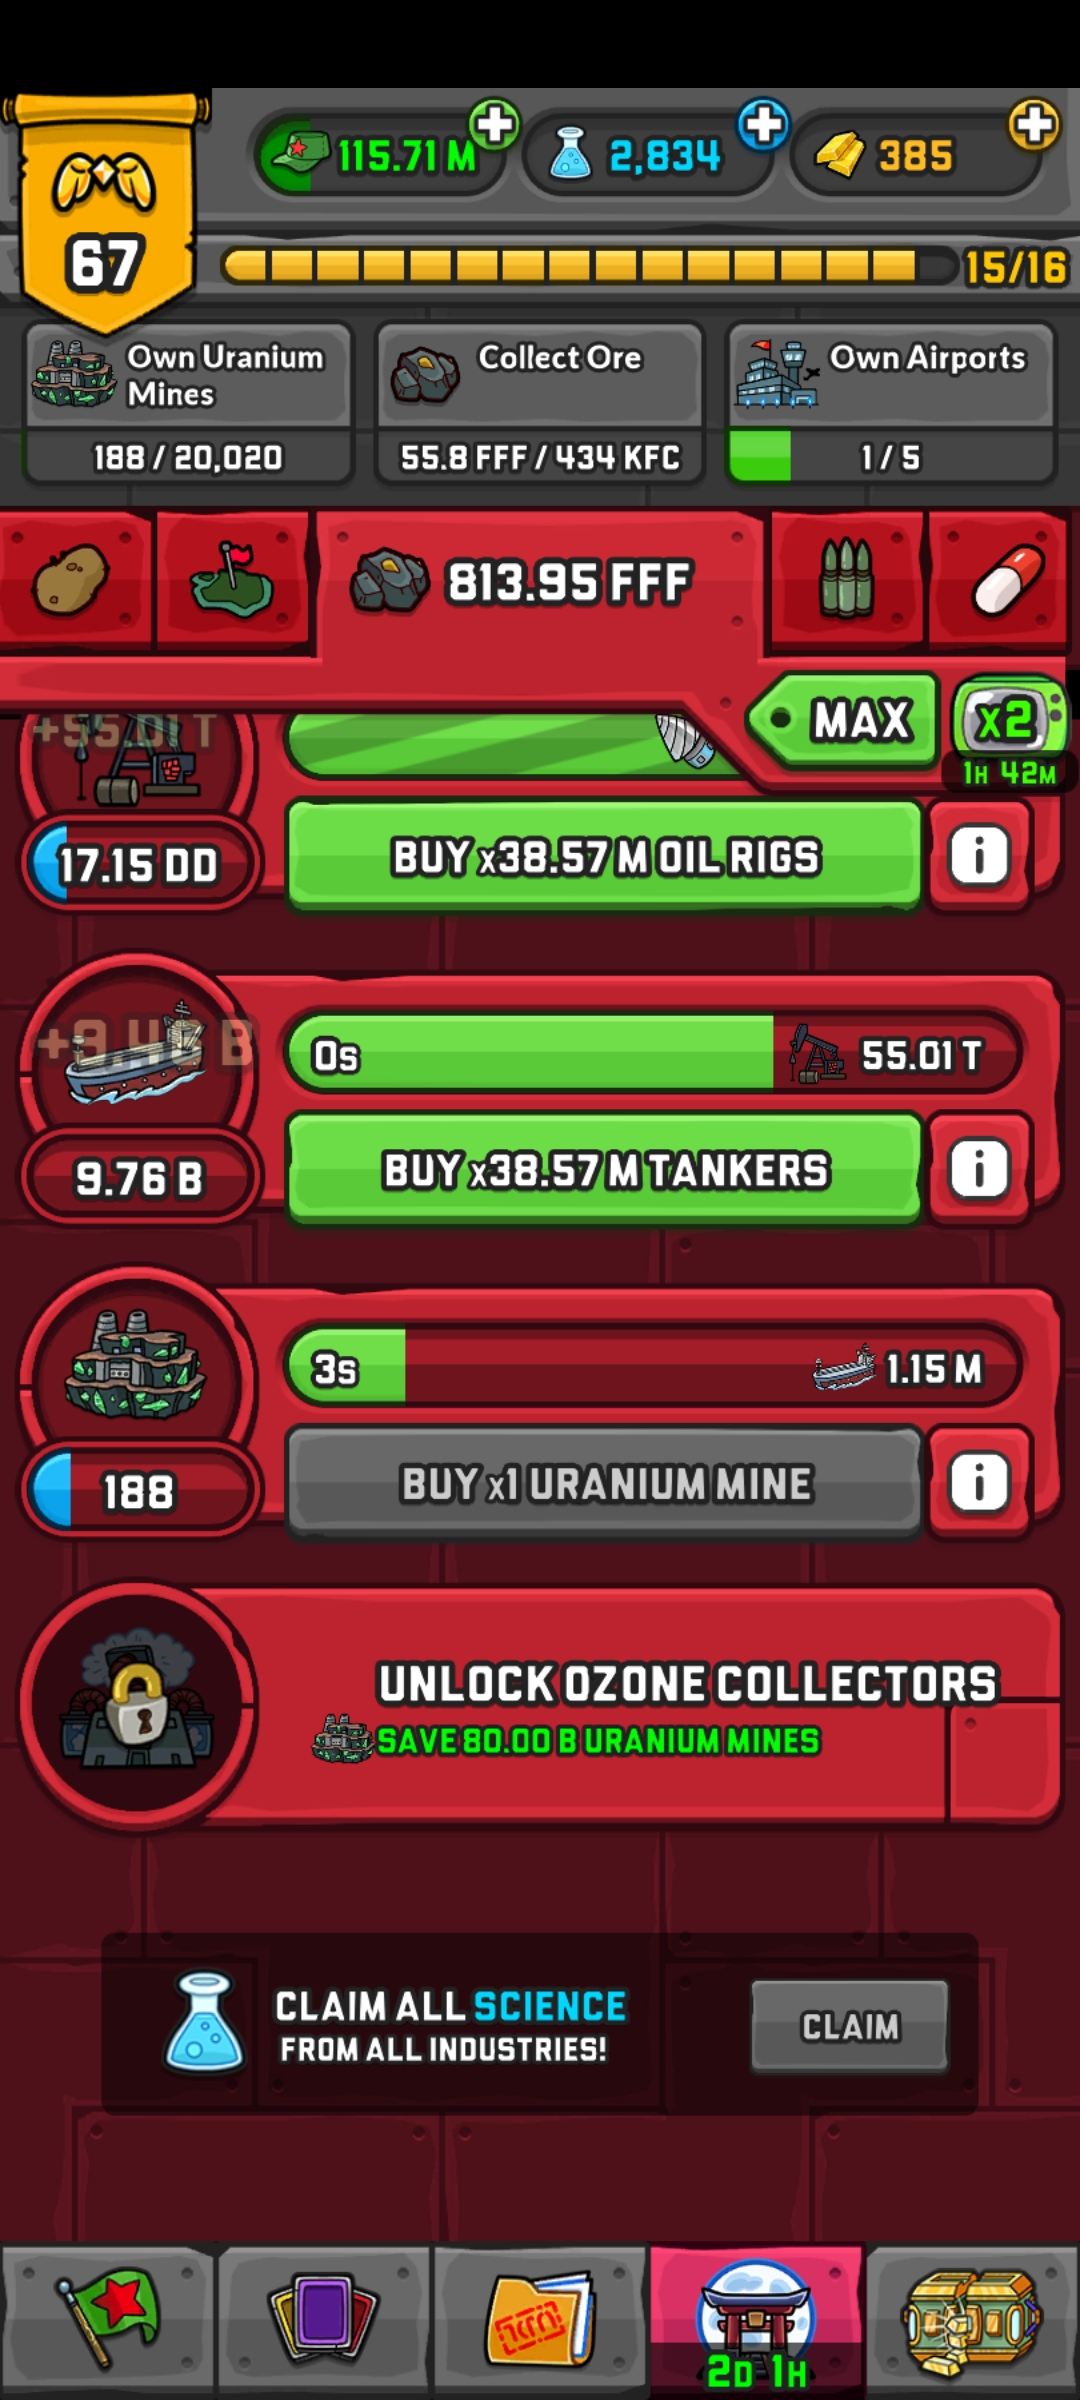 115.71 M
2,834
385
67
15/16
Own Uranium
Mines
188 / 20,020
Collect Ore
55.8 FFF / 434 KFC
Own Airports
1 / 5
813.95 FFF
MAX
x2
1H 42M
+55.01 T
17.15 DD
BUY x38.57 M OIL RIGS
i
0s
55.01 T
9.76 B
BUY x38.57 M TANKERS
i
3s
1.15 M
188
BUY x1 URANIUM MINE
i
UNLOCK OZONE COLLECTORS
SAVE 80.00 B URANIUM MINES
CLAIM ALL SCIENCE
FROM ALL INDUSTRIES!
CLAIM
2D 1H